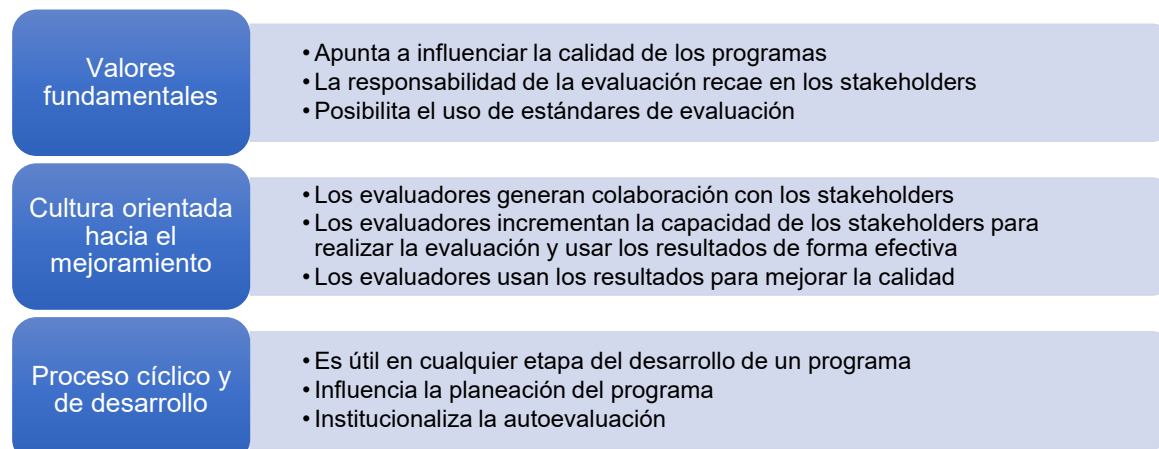 Valores
fundamentales
• Apunta a influenciar la calidad de los programas
• La responsabilidad de la evaluación recae en los stakeholders
• Posibilita el uso de estándares de evaluación
Cultura orientada
hacia el
mejoramiento
• Los evaluadores generan colaboración con los stakeholders
• Los evaluadores incrementan la capacidad de los stakeholders para
realizar la evaluación y usar los resultados de forma efectiva
• Los evaluadores usan los resultados para mejorar la calidad
Proceso cíclico y
de desarrollo
• Es útil en cualquier etapa del desarrollo de un programa
• Influencia la planeación del programa
• Institucionaliza la autoevaluación